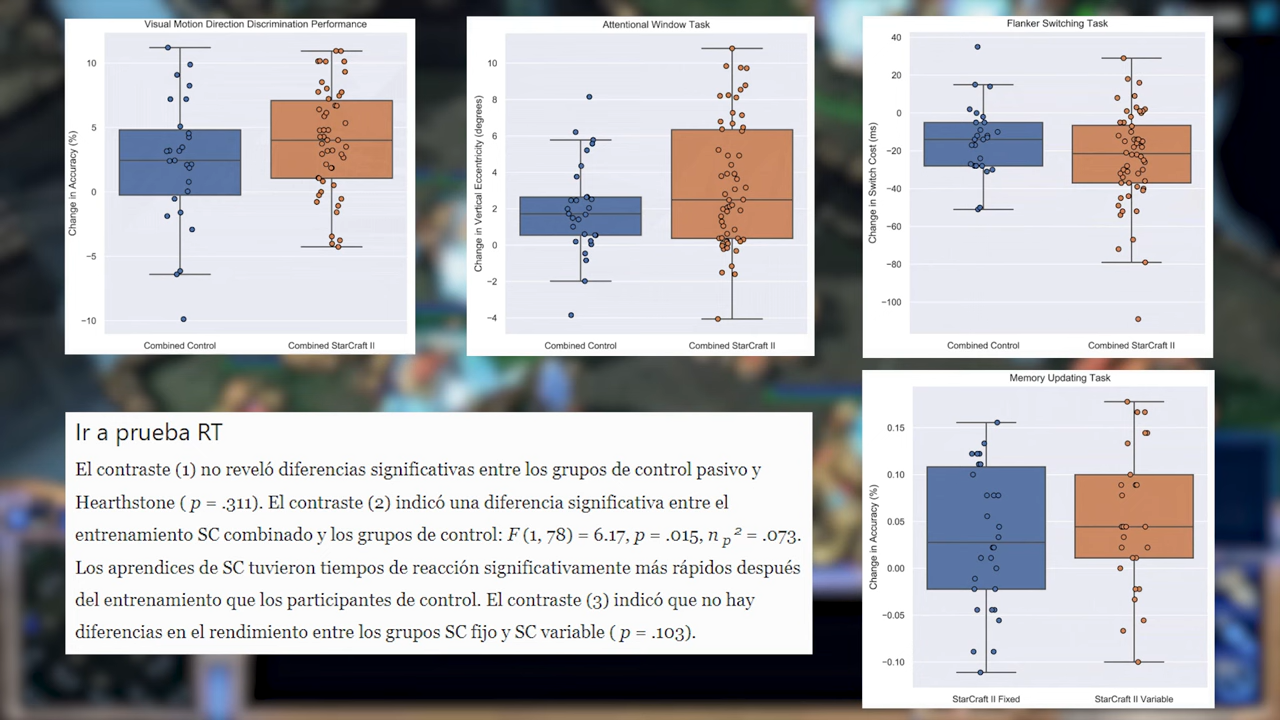 Visual Motion Direction Discrimination Performance
Change in Accuracy (%)
10
5
0
−5
−10
Combined Control
Combined StarCraft II
Attentional Window Task
Change in Vertical Eccentricity (degrees)
10
8
6
4
2
0
−2
−4
Combined Control
Combined StarCraft II
Flanker Switching Task
Change in Switch Cost (ms)
40
20
0
−20
−40
−60
−80
−100
Combined Control
Combined StarCraft II
Ir a prueba RT
El contraste (1) no reveló diferencias significativas entre los grupos de control pasivo y
Hearthstone ( p = .311). El contraste (2) indicó una diferencia significativa entre el
entrenamiento SC combinado y los grupos de control: F (1, 78) = 6.17, p = .015, n p ² = .073.
Los aprendices de SC tuvieron tiempos de reacción significativamente más rápidos después
del entrenamiento que los participantes de control. El contraste (3) indicó que no hay
diferencias en el rendimiento entre los grupos SC fijo y SC variable ( p = .103).
Memory Updating Task
Change in Accuracy (%)
0.15
0.10
0.05
0.00
−0.05
−0.10
StarCraft II Fixed
StarCraft II Variable